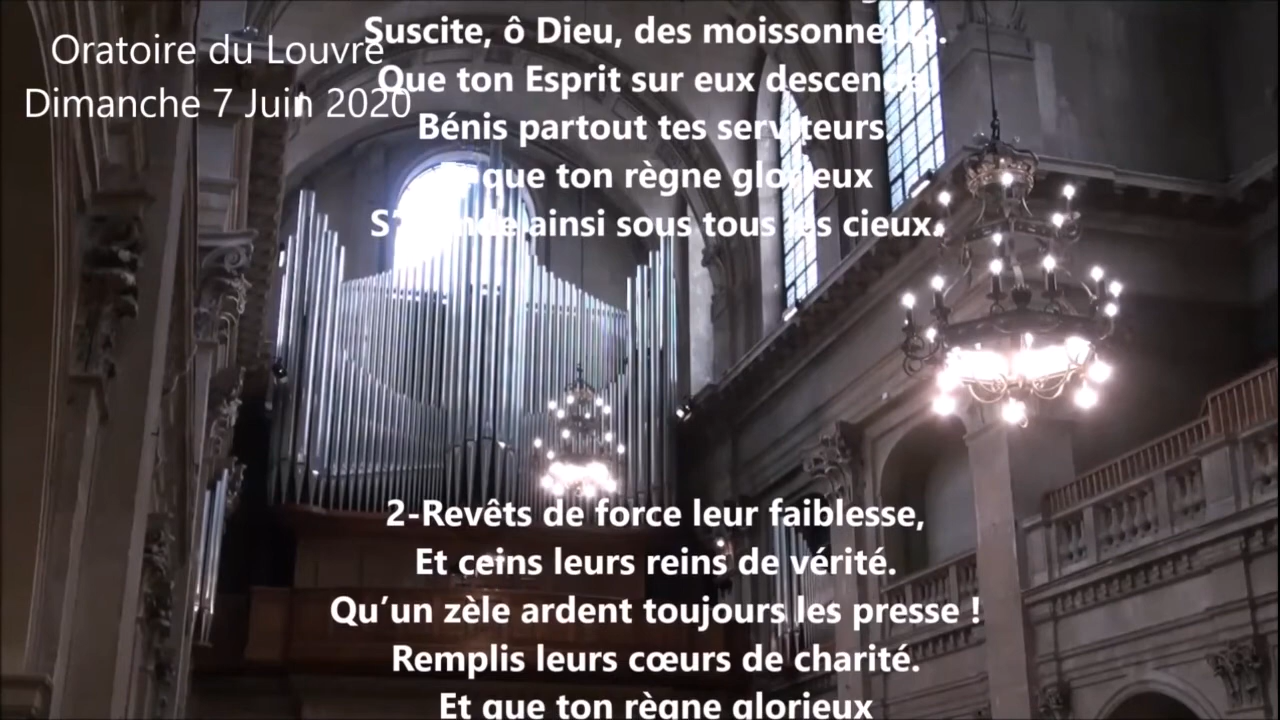 Oratoire du Louvre
Dimanche 7 Juin 2020
Suscite, ô Dieu, des moissonneurs.
Que ton Esprit sur eux descende.
Bénis partout tes serviteurs
que ton règne glorieux
ainsi sous tous les cieux.
2-Revêts de force leur faiblesse,
Et ceins leurs reins de vérité.
Qu’un zèle ardent toujours les presse !
Remplis leurs cœurs de charité.
Et que ton règne glorieux